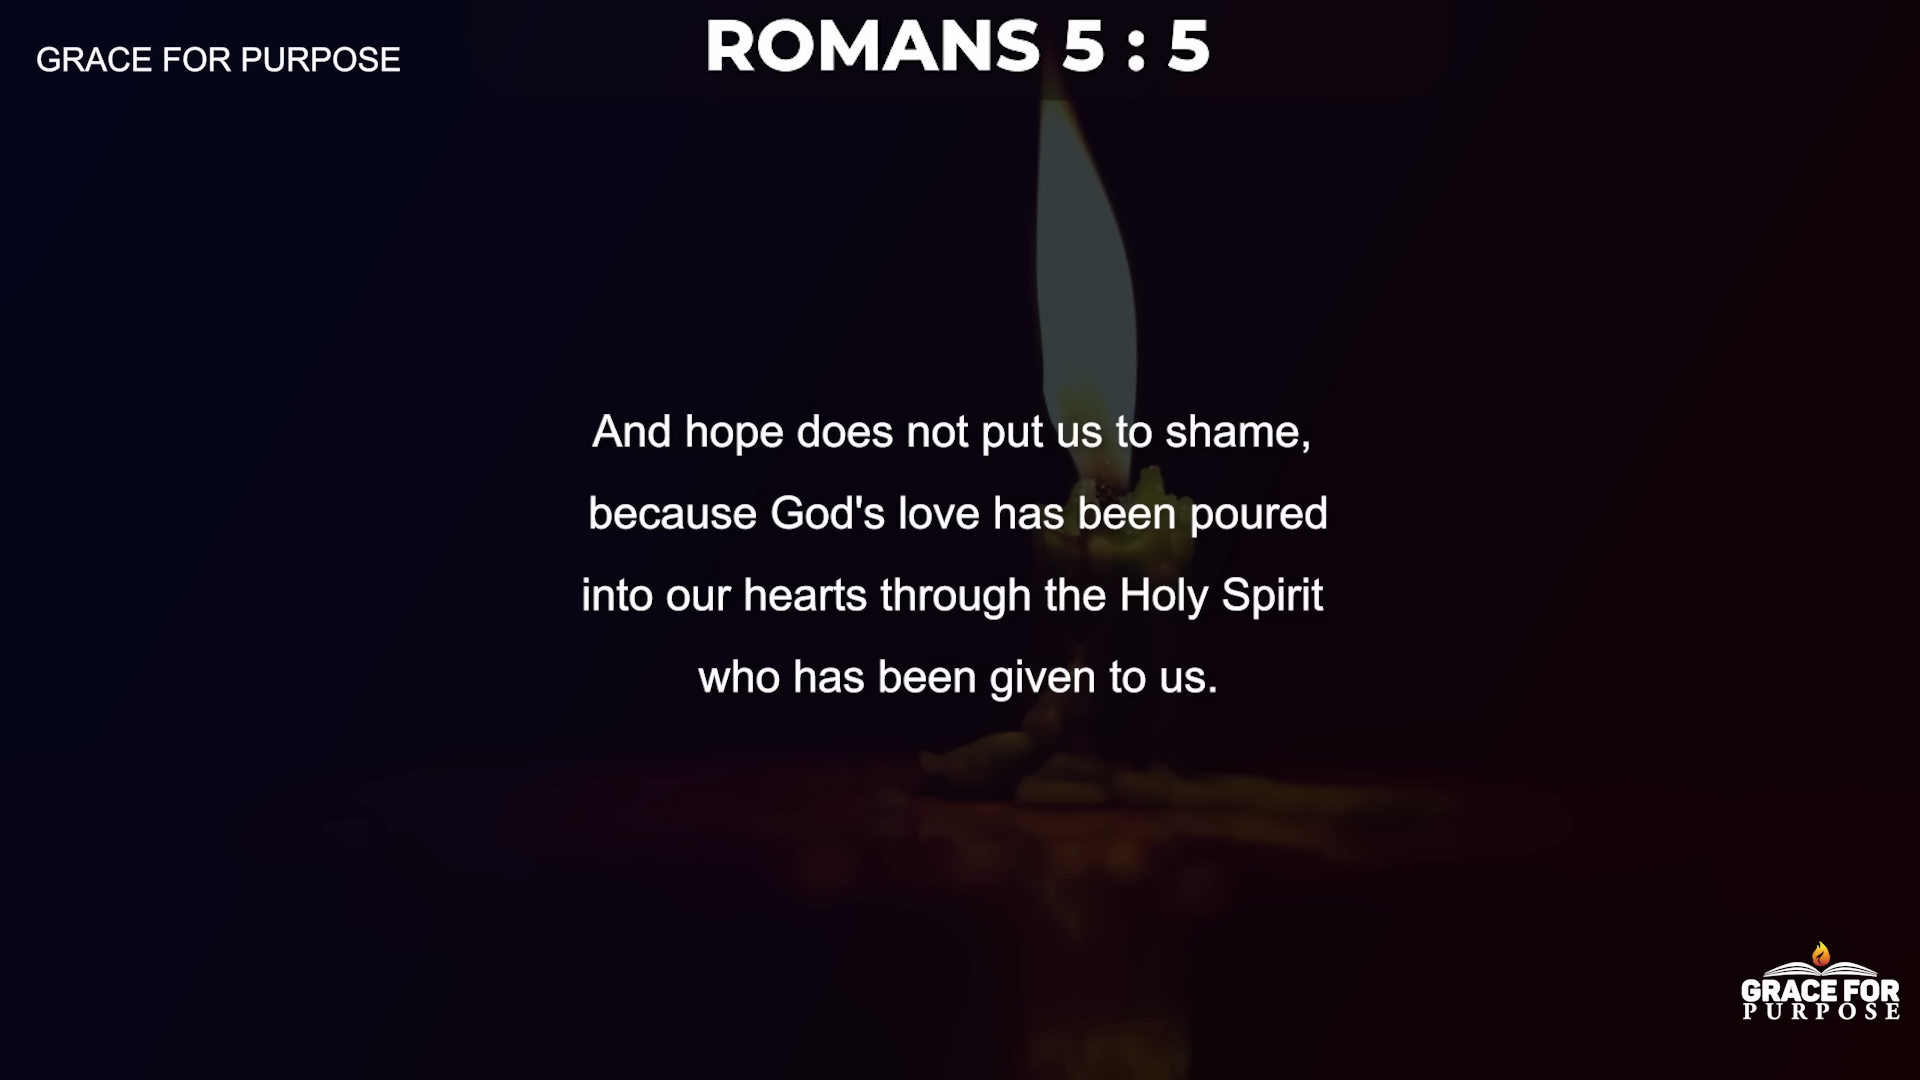 GRACE FOR PURPOSE
ROMANS 5 : 5
And hope does not put us to shame,
because God's love has been poured
into our hearts through the Holy Spirit
who has been given to us.
GRACE FOR
PURPOSE